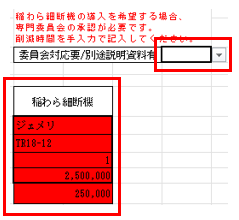 稲わら細断機の導入を希望する場合、
専門委員会の承認が必要です。
削減時間を手入力で記入してください。
委員会対応要/別途説明資料有
稲わら細断機
ジェメリ
TR18-12
1
2,500,000
250,000